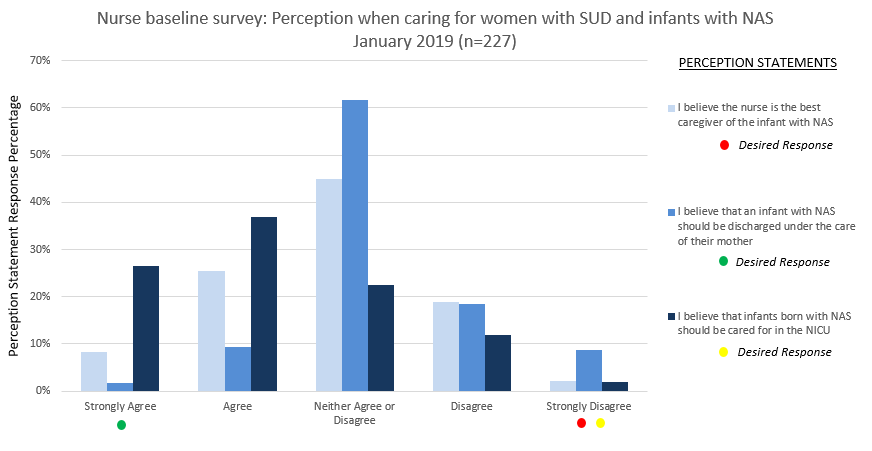 Nurse baseline survey: Perception when caring for women with SUD and infants with NAS
January 2019 (n=227)
Perception Statement Response Percentage
70%
60%
50%
40%
30%
20%
10%
0%
Strongly Agree
Agree
Neither Agree or
Disagree
Disagree
Strongly Disagree
PERCEPTION STATEMENTS
I believe the nurse is the best
caregiver of the infant with NAS
Desired Response
I believe that an infant with NAS
should be discharged under the care
of their mother
Desired Response
I believe that infants born with NAS
should be cared for in the NICU
Desired Response